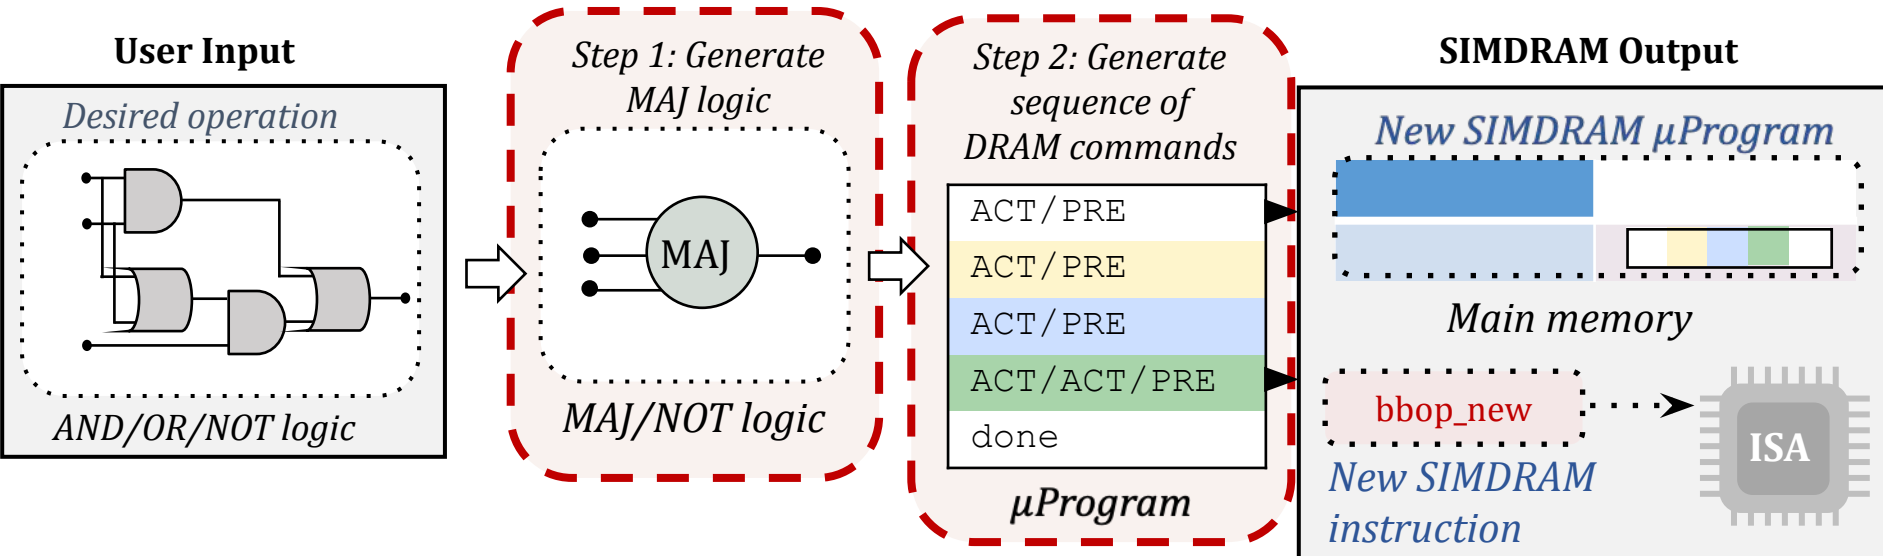 User Input
Desired operation
AND/OR/NOT logic
Step 1: Generate
MAJ logic
MAJ
MAJ/NOT logic
Step 2: Generate
sequence of
DRAM commands
ACT/PRE
ACT/PRE
ACT/PRE
ACT/ACT/PRE
done
μProgram
SIMDRAM Output
New SIMDRAM μProgram
Main memory
bbop_new
ISA
New SIMDRAM
instruction